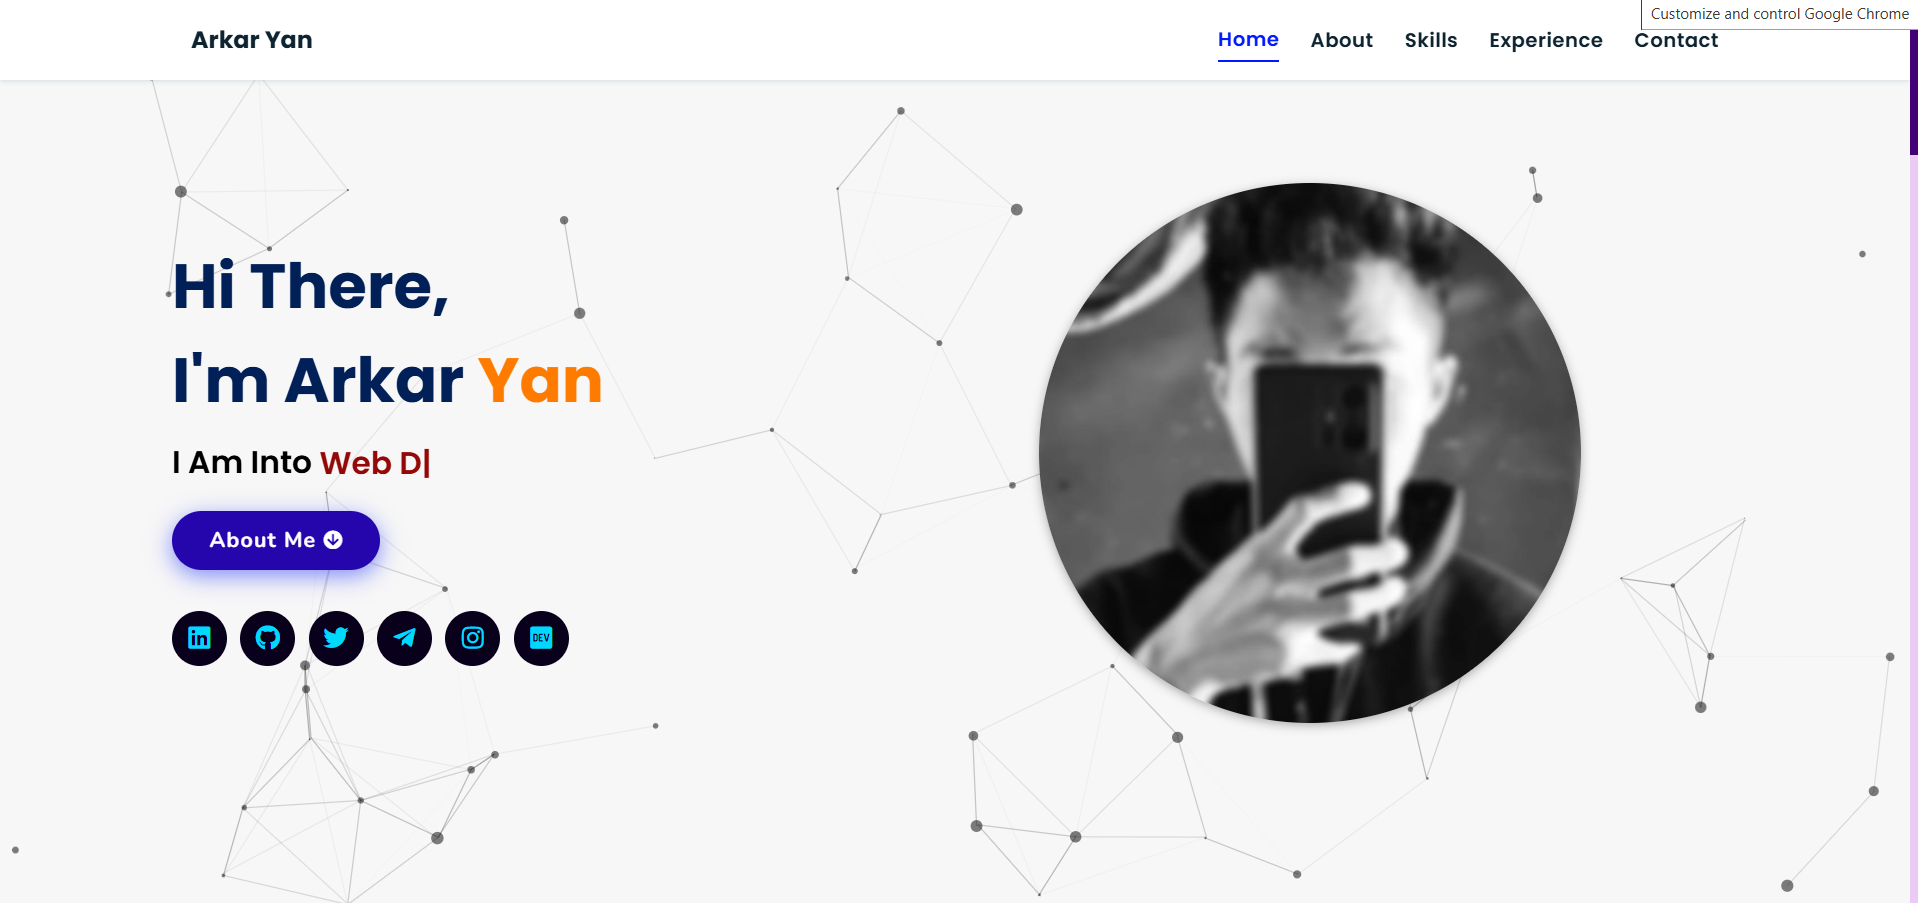 Customize and control Google Chrome
Arkar Yan
Home
About
Skills
Experience
Contact
Hi There,
I'm Arkar Yan
I Am Into Web D|
About Me
in
DEV